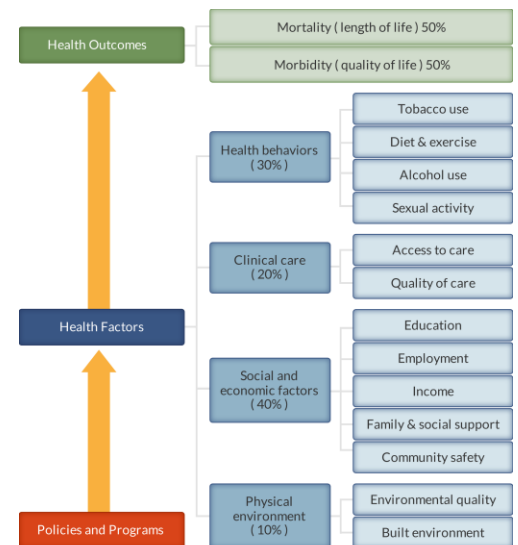 Health Outcomes
Mortality ( length of life ) 50%
Morbidity ( quality of life ) 50%
Health behaviors
( 30% )
Tobacco use
Diet & exercise
Alcohol use
Sexual activity
Clinical care
( 20% )
Access to care
Quality of care
Health Factors
Social and
economic factors
( 40% )
Education
Employment
Income
Family & social support
Community safety
Physical
environment
( 10% )
Environmental quality
Built environment
Policies and Programs